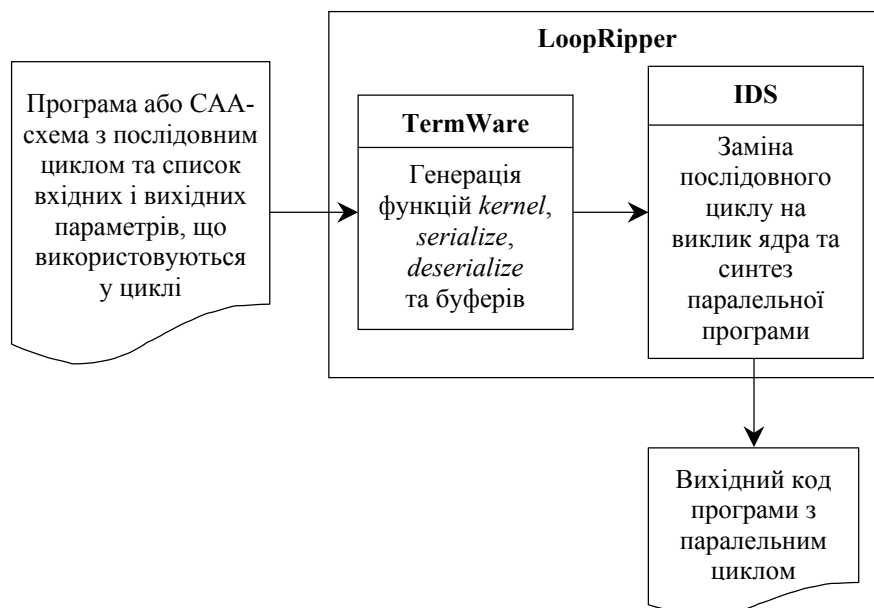 LoopRipper
Програма або САА-
схема з послідовним
циклом та список
вхідних і вихідних
параметрів, що
використовуються
у циклі
TermWare
Генерація
функцій kernel,
serialize,
deserialize
та буферів
IDS
Заміна
послідовного
циклу на
виклик ядра та
синтез
паралельної
програми
Вихідний код
програми з
паралельним
циклом